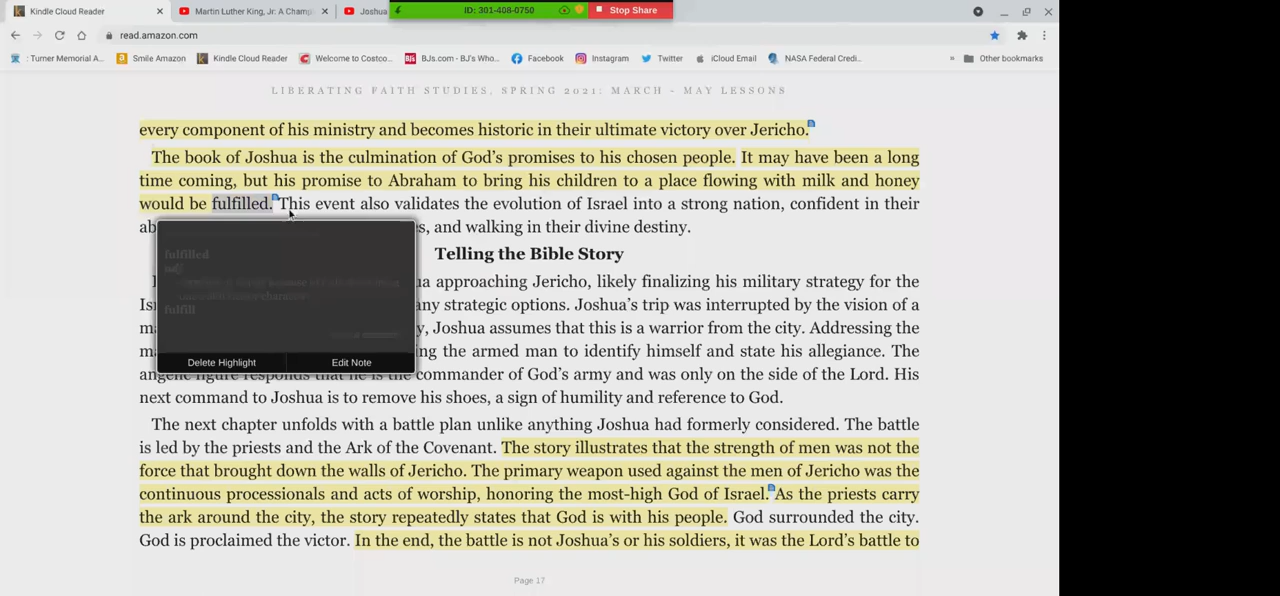 Kindle Cloud Reader
Martin Luther King, Jr. A Champ
Joshua
ID: 301-408-0750
Stop Share
read.amazon.com
: Turner Memorial A...
Smile Amazon
Kindle Cloud Reader
Welcome to Costco...
BJs.com - BJ's Who...
Facebook
Instagram
Twitter
iCloud Email
NASA Federal Credi...
»
Other bookmarks
LIBERATING FAITH STUDIES, SPRING 2021: MARCH ~ MAY LESSONS
every component of his ministry and becomes historic in their ultimate victory over Jericho.
The book of Joshua is the culmination of God's promises to his chosen people. It may have been a long
time coming, but his promise to Abraham to bring his children to a place flowing with milk and honey
would be fulfilled. This event also validates the evolution of Israel into a strong nation, confident in their
ab s, and walking in their divine destiny.
fulfilled
fulfill
Delete Highlight
Edit Note
Telling the Bible Story
ua approaching Jericho, likely finalizing his military strategy for the
Isr any strategic options. Joshua's trip was interrupted by the vision of a
ma y, Joshua assumes that this is a warrior from the city. Addressing the
ma ing the armed man to identify himself and state his allegiance. The
angelic figure responds that he is the commander of God's army and was only on the side of the Lord. His
next command to Joshua is to remove his shoes, a sign of humility and reference to God.
The next chapter unfolds with a battle plan unlike anything Joshua had formerly considered. The battle
is led by the priests and the Ark of the Covenant. The story illustrates that the strength of men was not the
force that brought down the walls of Jericho. The primary weapon used against the men of Jericho was the
continuous processionals and acts of worship, honoring the most-high God of Israel. As the priests carry
the ark around the city, the story repeatedly states that God is with his people. God surrounded the city.
God is proclaimed the victor. In the end, the battle is not Joshua's or his soldiers, it was the Lord's battle to
Page 17